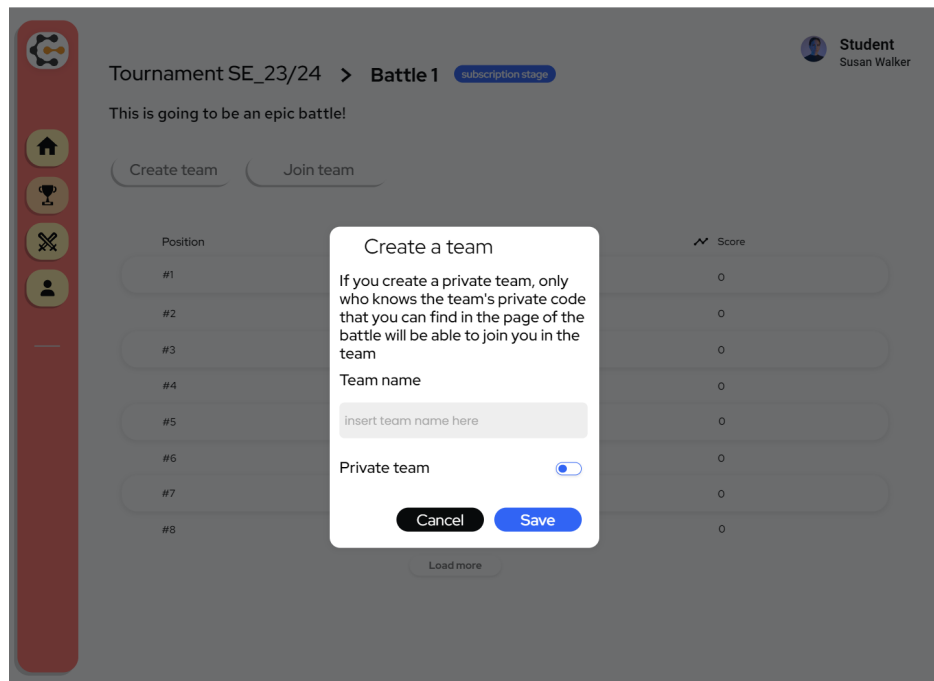 Student
Susan Walker
Tournament SE_23/24 > Battle 1 subscription stage
This is going to be an epic battle!
Create team Join team
Position Score
#1 0
#2 0
#3 0
#4 0
#5 0
#6 0
#7 0
#8 0
Load more
Create a team
If you create a private team, only
who knows the team's private code
that you can find in the page of the
battle will be able to join you in the
team
Team name
insert team name here
Private team
Cancel Save